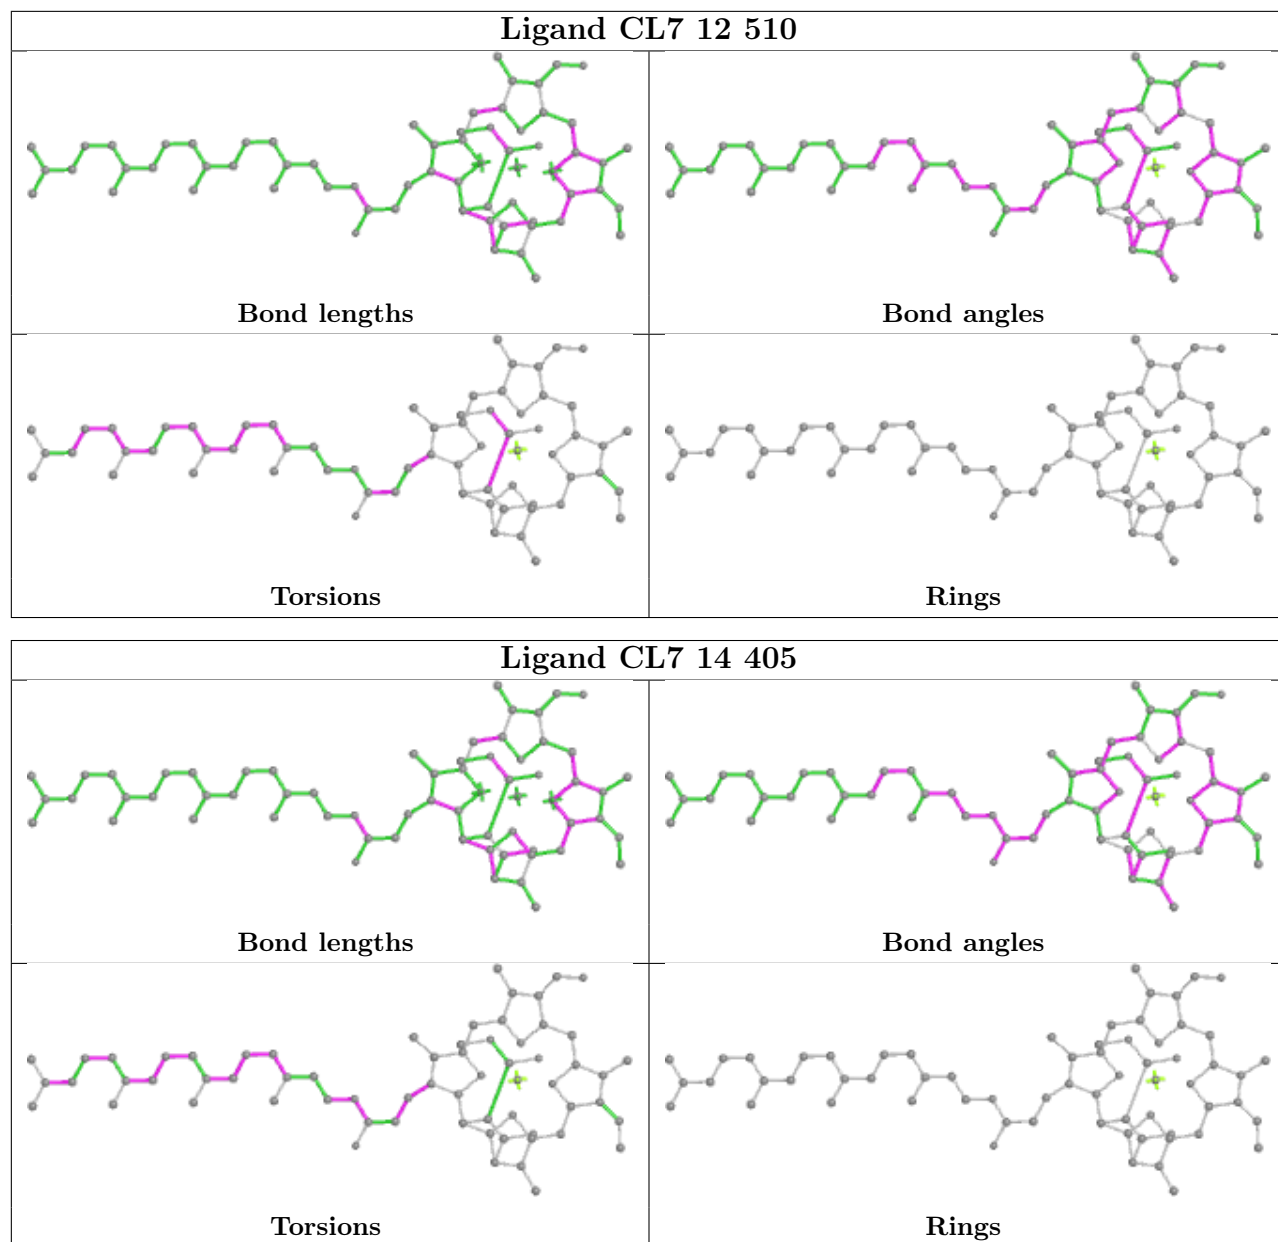 Ligand CL7 12 510
Bond lengths
Bond angles
Torsions
Rings
Ligand CL7 14 405
Bond lengths
Bond angles
Torsions
Rings